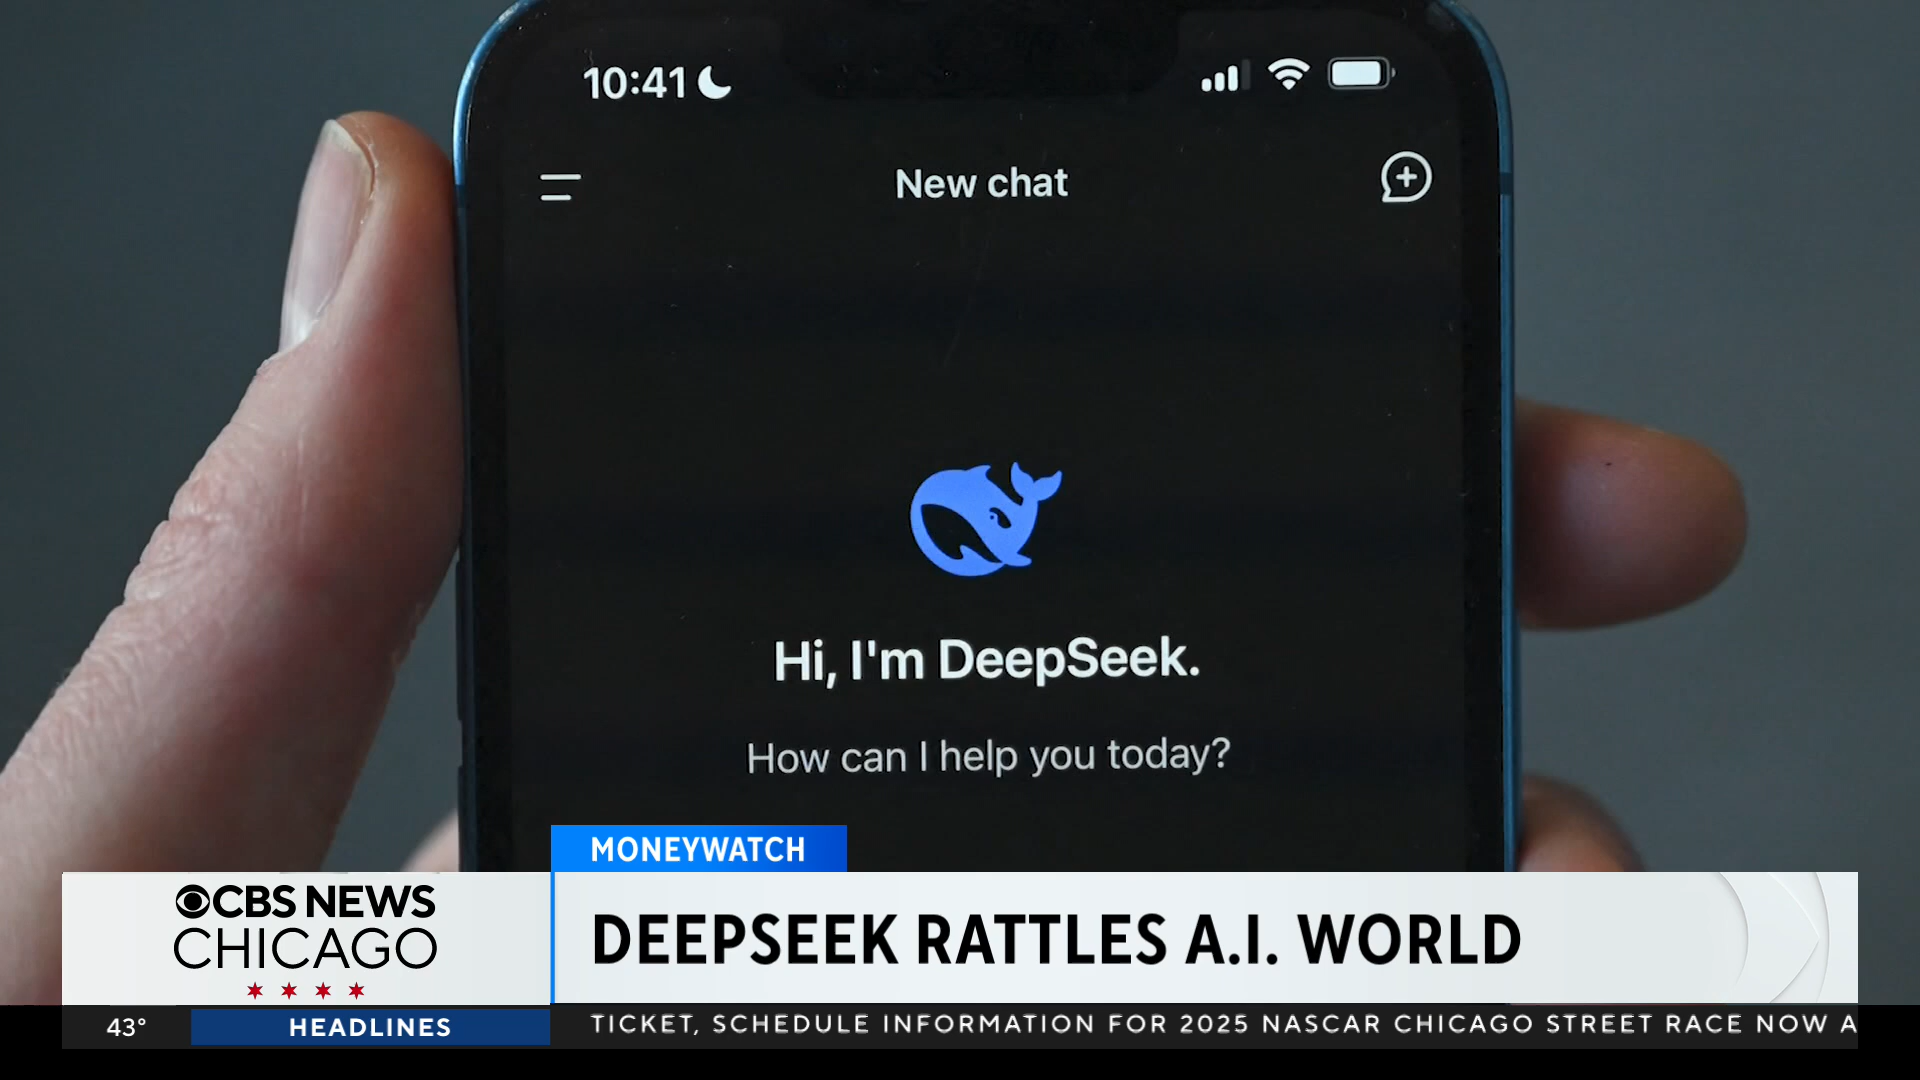 10:41
New chat
Hi, I'm DeepSeek.
How can I help you today?
MONEYWATCH
CBS NEWS
CHICAGO
DEEPSEEK RATTLES A.I. WORLD
43°
HEADLINES
TICKET, SCHEDULE INFORMATION FOR 2025 NASCAR CHICAGO STREET RACE NOW A